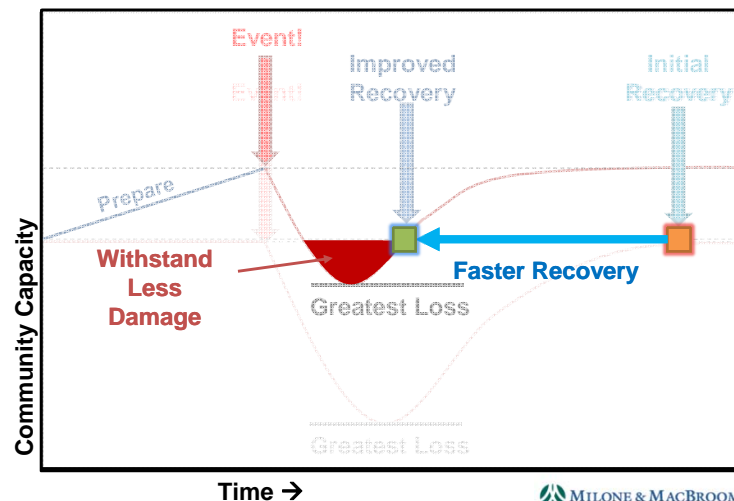 Event!
Event!
Improved
Recovery
Initial
Recovery
Prepare
Community Capacity
Withstand
Less
Damage
Faster Recovery
Greatest Loss
Greatest Loss
Time →
MILONE & MACBROOM